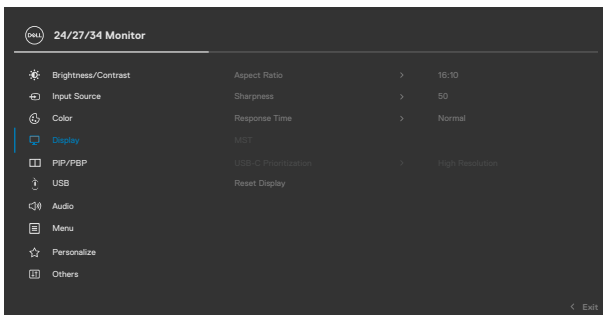 DELL 24/27/34 Monitor
Brightness/Contrast Aspect Ratio > 16:10
Input Source Sharpness > 50
Color Response Time > Normal
Display MST
PIP/PBP USB-C Prioritization > High Resolution
USB Reset Display
Audio
Menu
Personalize
Others
< Exit